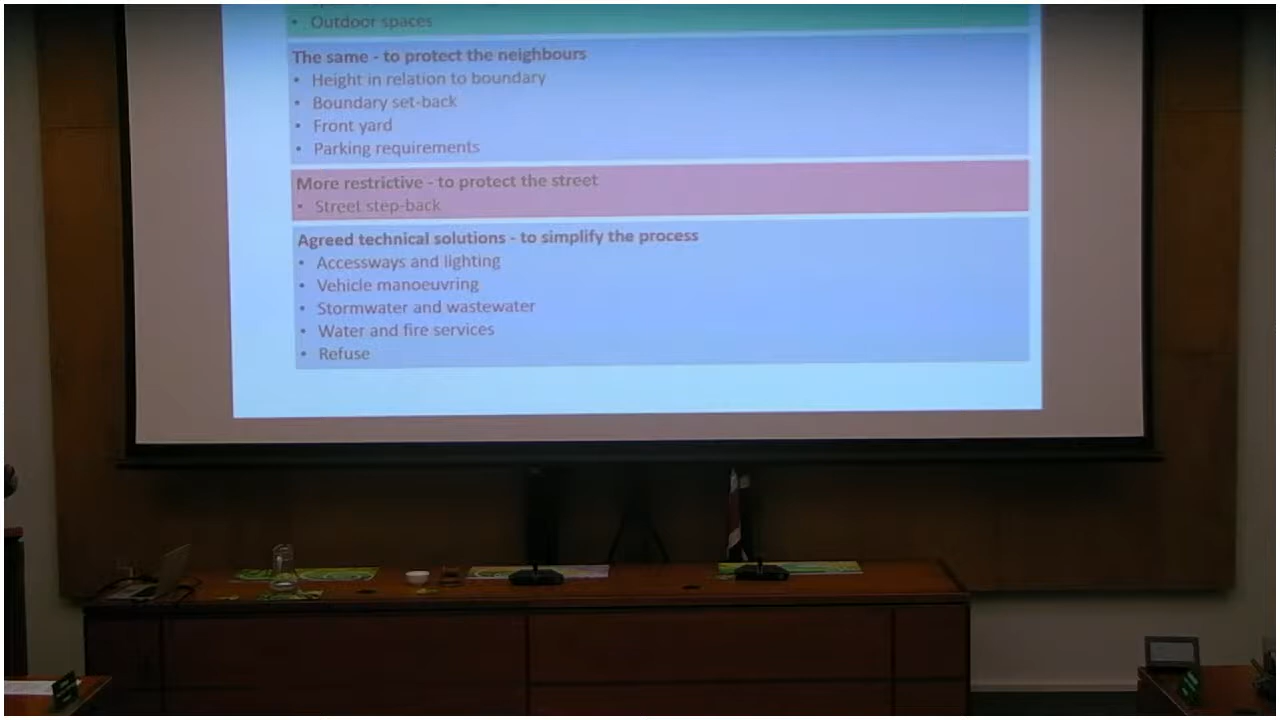 • Outdoor spaces
The same - to protect the neighbours
• Height in relation to boundary
• Boundary set-back
• Front yard
• Parking requirements
More restrictive - to protect the street
• Street step-back
Agreed technical solutions - to simplify the process
• Accessways and lighting
• Vehicle manoeuvring
• Stormwater and wastewater
• Water and fire services
• Refuse